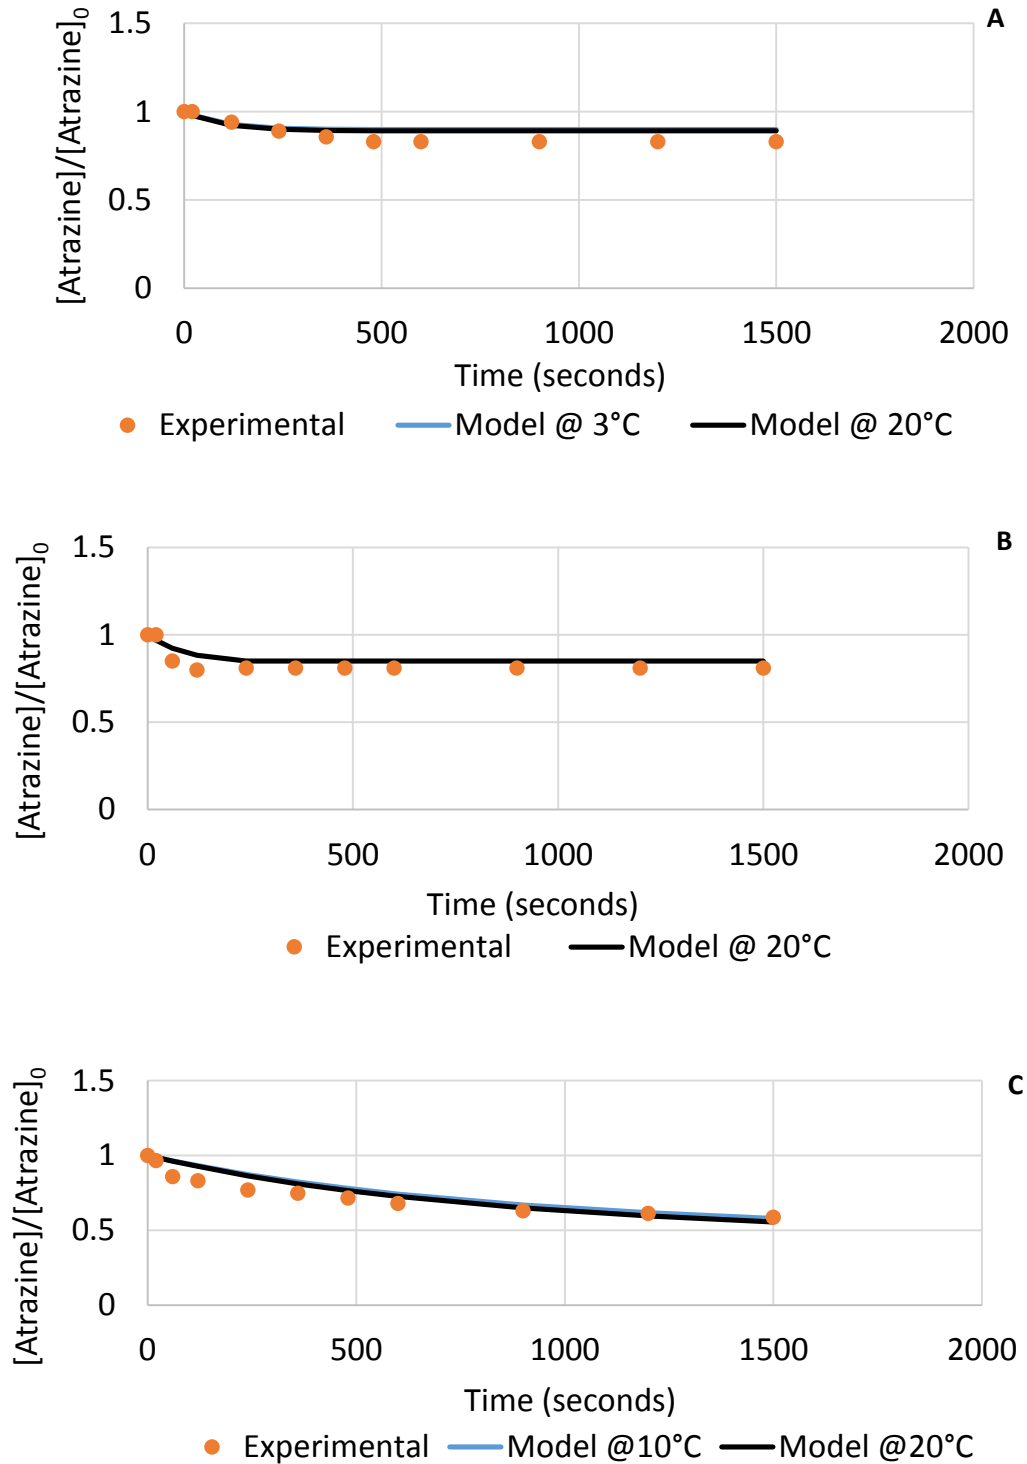 A
[Atrazine]/[Atrazine]0
1.5
1
0.5
0
0 500 1000 1500 2000
Time (seconds)
Experimental Model @ 3°C Model @ 20°C
B
[Atrazine]/[Atrazine]0
1.5
1
0.5
0
0 500 1000 1500 2000
Time (seconds)
Experimental Model @ 20°C
C
[Atrazine]/[Atrazine]0
1.5
1
0.5
0
0 500 1000 1500 2000
Time (seconds)
Experimental Model @10°C Model @20°C